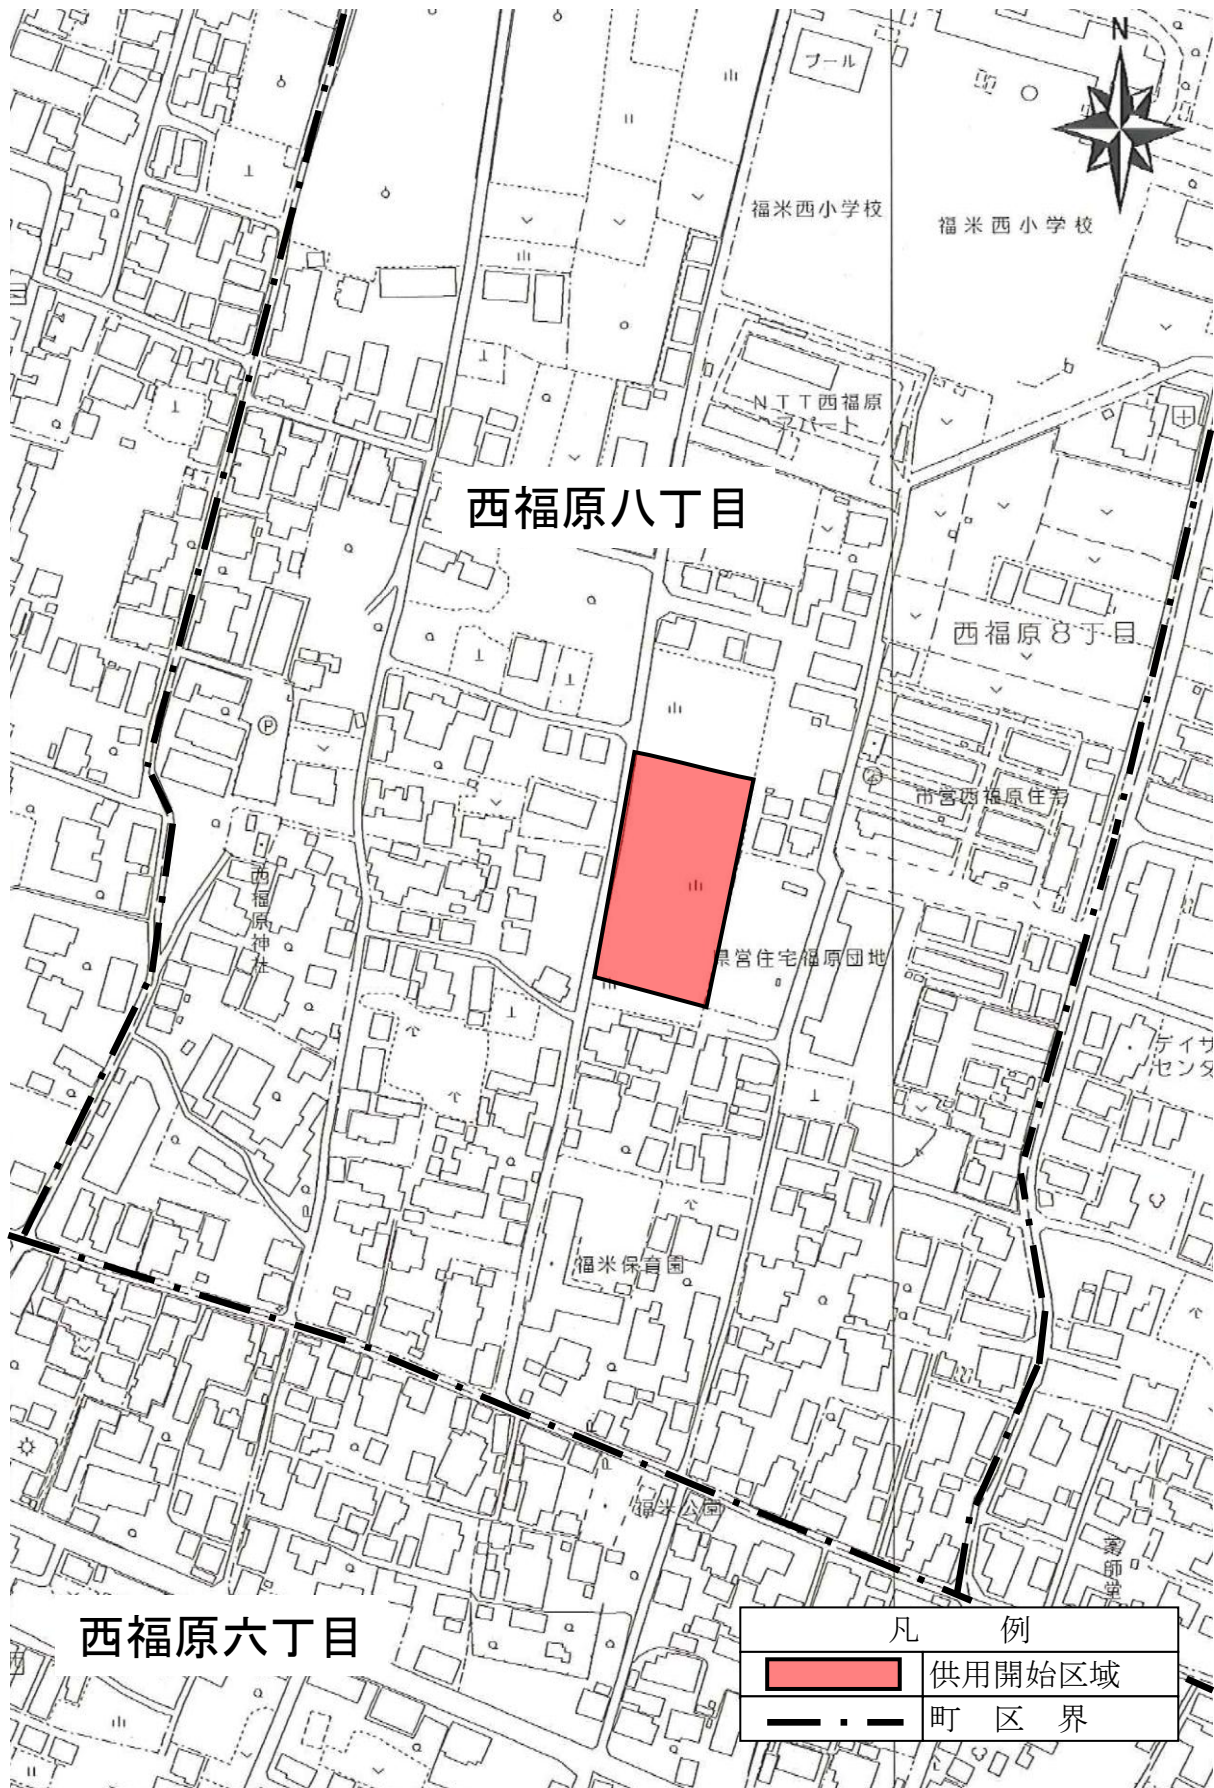 N
プール
福米西小学校
福米西小学校
NTT西福原
アパート
西福原八丁目
西福原8丁目
P
市営西福原住宅
西福原神社
県営住宅福原団地
デイサ
センタ
福米保育園
福米公園
薬師堂
西福原六丁目
凡 例
供用開始区域
町 区 界